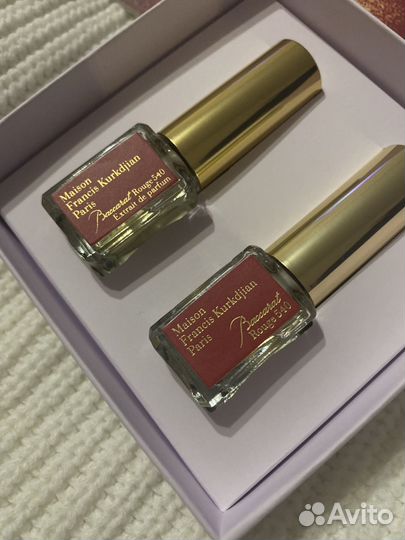 Maison
Francis Kurkdjian
Paris
Baccarat Rouge 540
Extrait de parfum
Maison
Francis Kurkdjian
Paris
Baccarat
Rouge 540
Avito